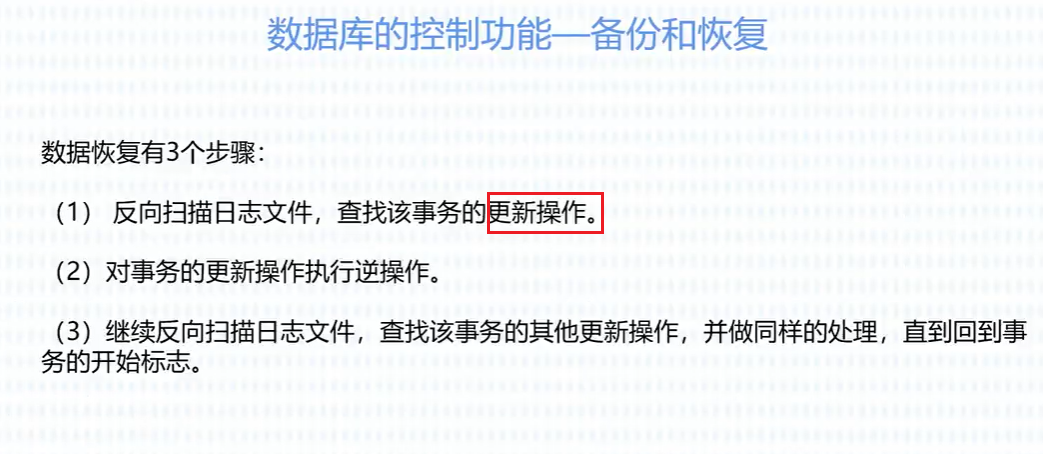 数据库的控制功能—备份和恢复
数据恢复有3个步骤：
（1） 反向扫描日志文件，查找该事务的更新操作。
（2）对事务的更新操作执行逆操作。
（3）继续反向扫描日志文件，查找该事务的其他更新操作，并做同样的处理，直到回到事
务的开始标志。